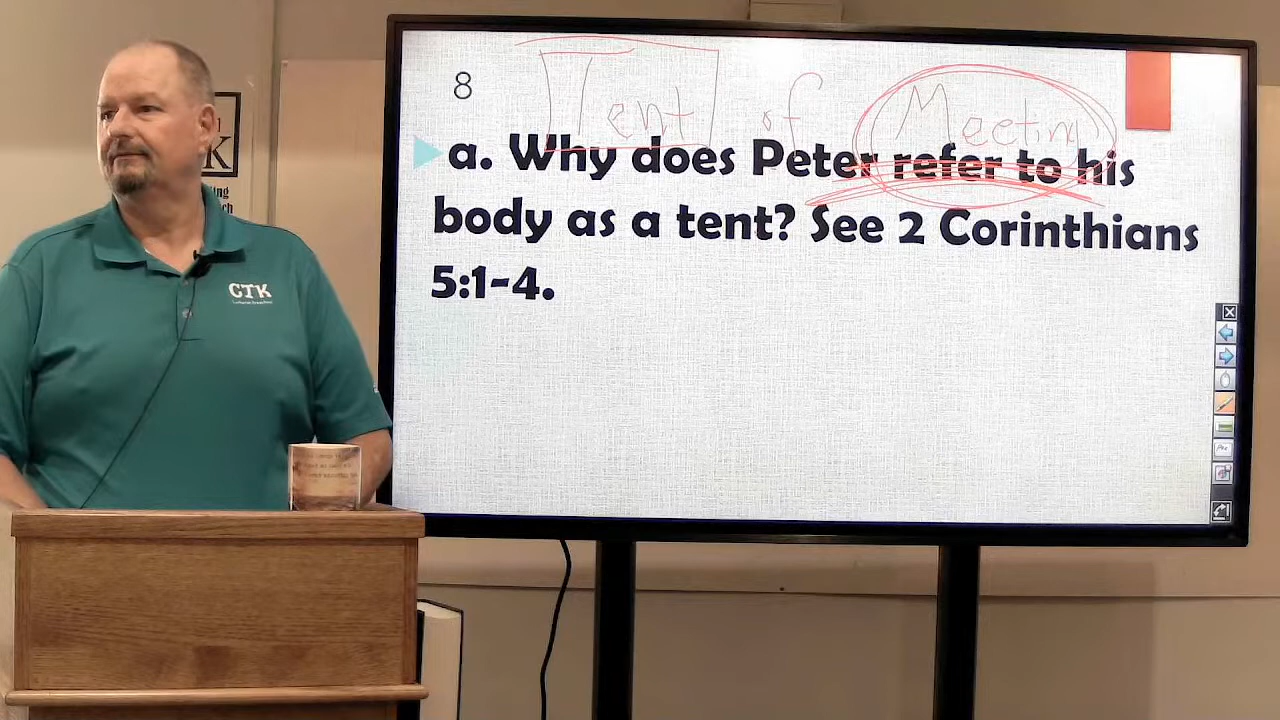 8
Tent of Meeting
a. Why does Peter refer to his
body as a tent? See 2 Corinthians
5:1-4.
CTK
K